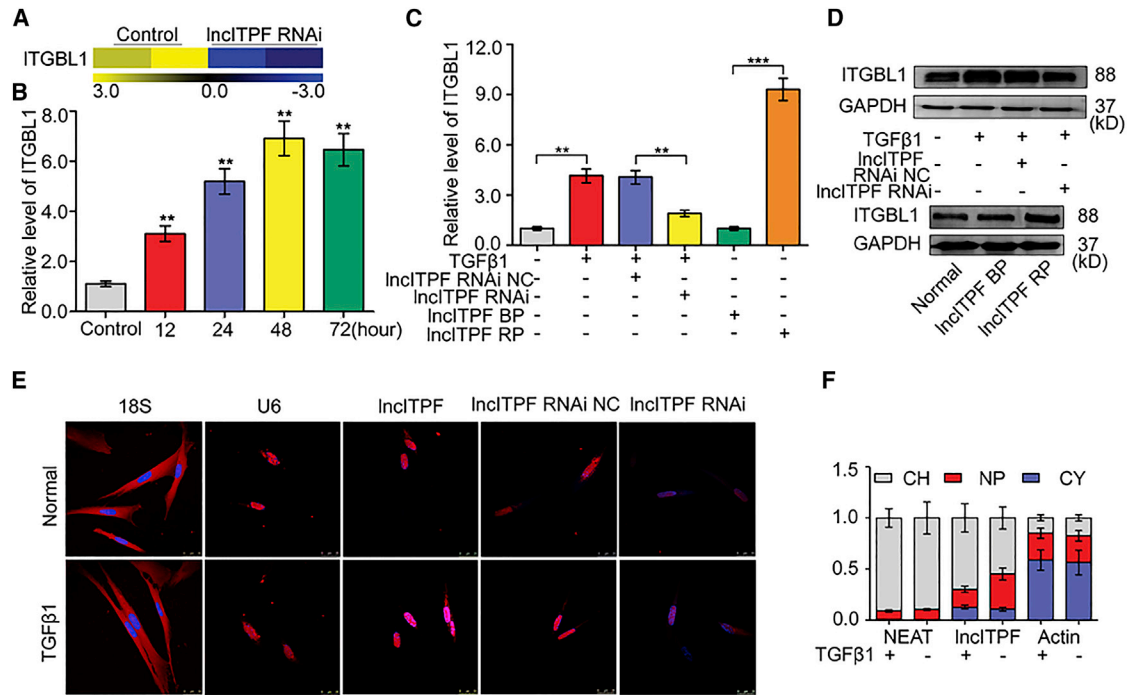 A
Control lncITPF RNAi
ITGBL1
3.0 0.0 -3.0
B
Relative level of ITGBL1
8.0
6.0
4.0
2.0
0.0
** ** ** **
Control 12 24 48 72(hour)
C
Relative level of ITGBL1
12.0
9.0
6.0
3.0
0.0
** ** ***
TGFβ1 - + + + - -
lncITPF RNAi NC - - + - - -
lncITPF RNAi - - - + - -
lncITPF BP - - - - + -
lncITPF RP - - - - - +
D
ITGBL1 88
GAPDH 37
(kD)
TGFβ1 - + + +
lncITPF - - + -
RNAi NC
lncITPF RNAi - - - +
ITGBL1 88
GAPDH 37
(kD)
Normal lncITPF BP lncITPF RP
E
18S U6 lncITPF lncITPF RNAi NC lncITPF RNAi
Normal
TGFβ1
F
1.5
1.0
0.5
0.0
CH NP CY
NEAT lncITPF Actin
TGFβ1 + - + - + -